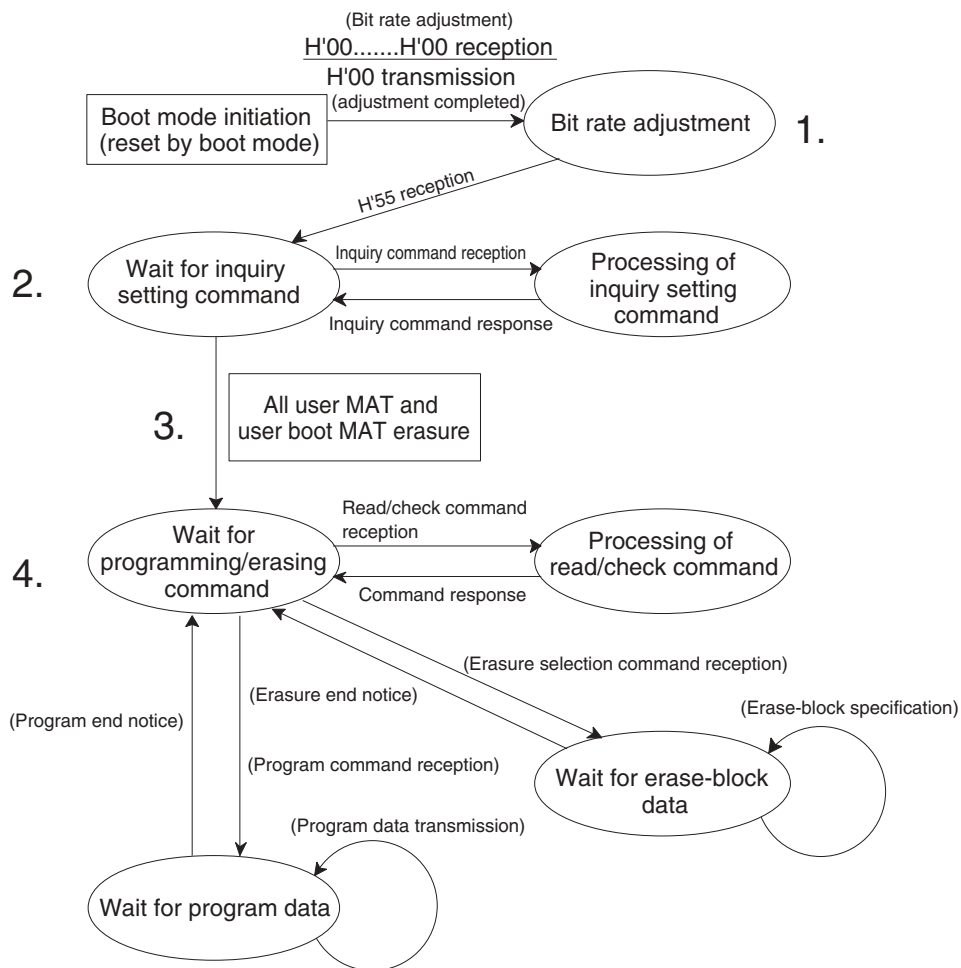 (Bit rate adjustment)
H'00.......H'00 reception
H'00 transmission
(adjustment completed)
Boot mode initiation
(reset by boot mode)
Bit rate adjustment
1.
H'55 reception
2.
Wait for inquiry
setting command
Inquiry command reception
Inquiry command response
Processing of
inquiry setting
command
3.
All user MAT and
user boot MAT erasure
4.
Wait for
programming/erasing
command
Read/check command
reception
Command response
Processing of
read/check command
(Erasure selection command reception)
(Program end notice)
(Erasure end notice)
(Program command reception)
(Erase-block specification)
Wait for erase-block
data
(Program data transmission)
Wait for program data